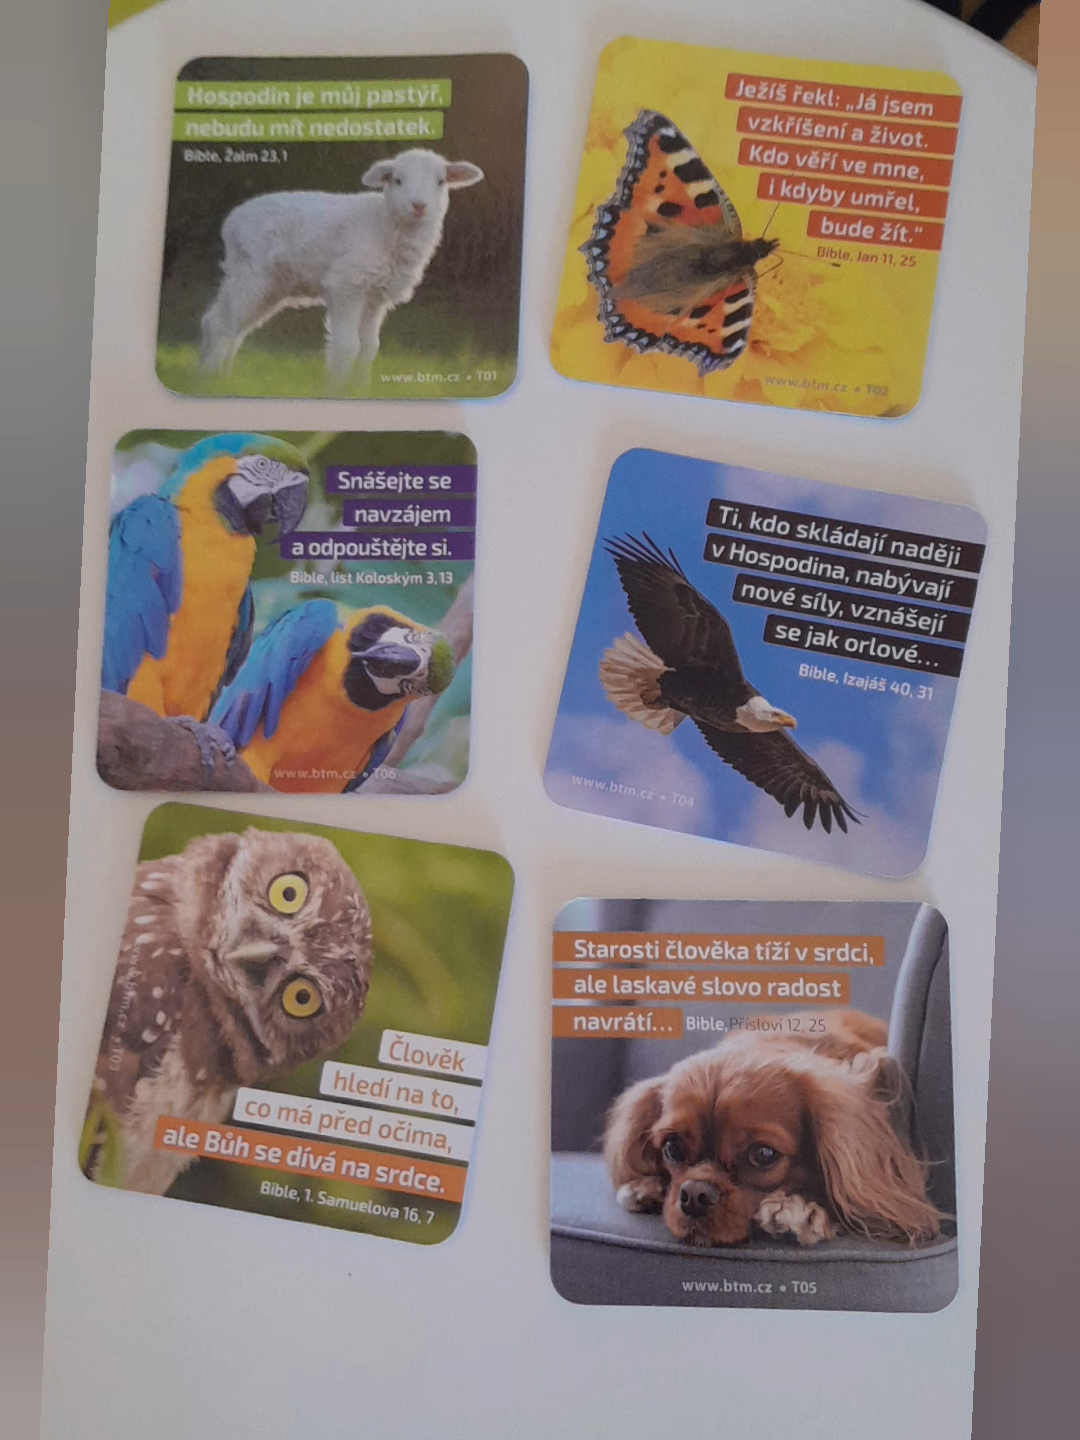 Hospodin je můj pastýř,
nebudu mít nedostatek.
Bible, Žalm 23,1
www.btm.cz • T01
Ježíš řekl: „Já jsem
vzkříšení a život.
Kdo věří ve mne,
i kdyby umřel,
bude žít.“
Bible, Jan 11, 25
www.btm.cz • T02
Snášejte se
navzájem
a odpouštějte si.
Bible, list Koloským 3,13
www.btm.cz • T06
Ti, kdo skládají naději
v Hospodina, nabývají
nové síly, vznášejí
se jak orlové...
Bible, Izajáš 40, 31
www.btm.cz • T04
Člověk
hledí na to,
co má před očima,
ale Bůh se dívá na srdce.
Bible, 1. Samuelova 16, 7
www.btm.cz • T03
Starosti člověka tíží v srdci,
ale laskavé slovo radost
navrátí... Bible, Přísloví 12, 25
www.btm.cz • T05